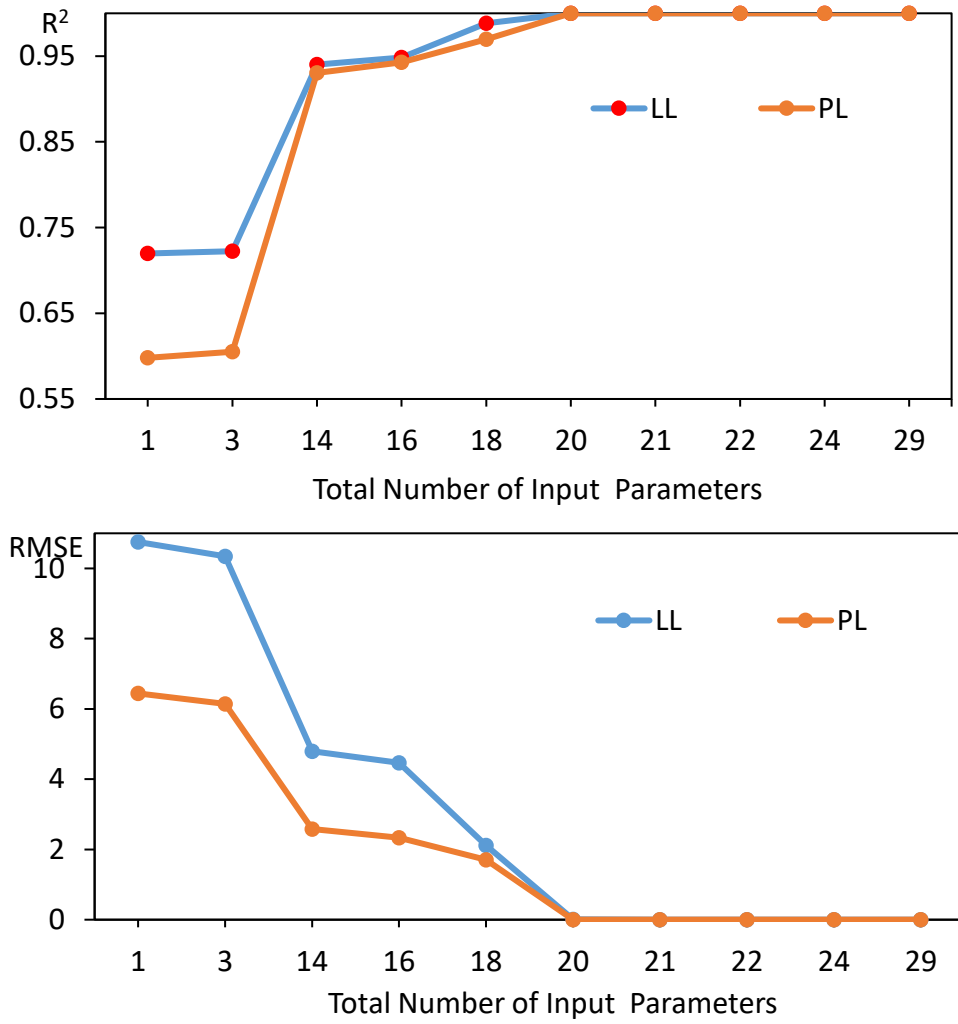 R²
0.95
0.85
0.75
0.65
0.55
LL PL
1 3 14 16 18 20 21 22 24 29
Total Number of Input Parameters
RMSE
10
8
6
4
2
0
LL PL
1 3 14 16 18 20 21 22 24 29
Total Number of Input Parameters